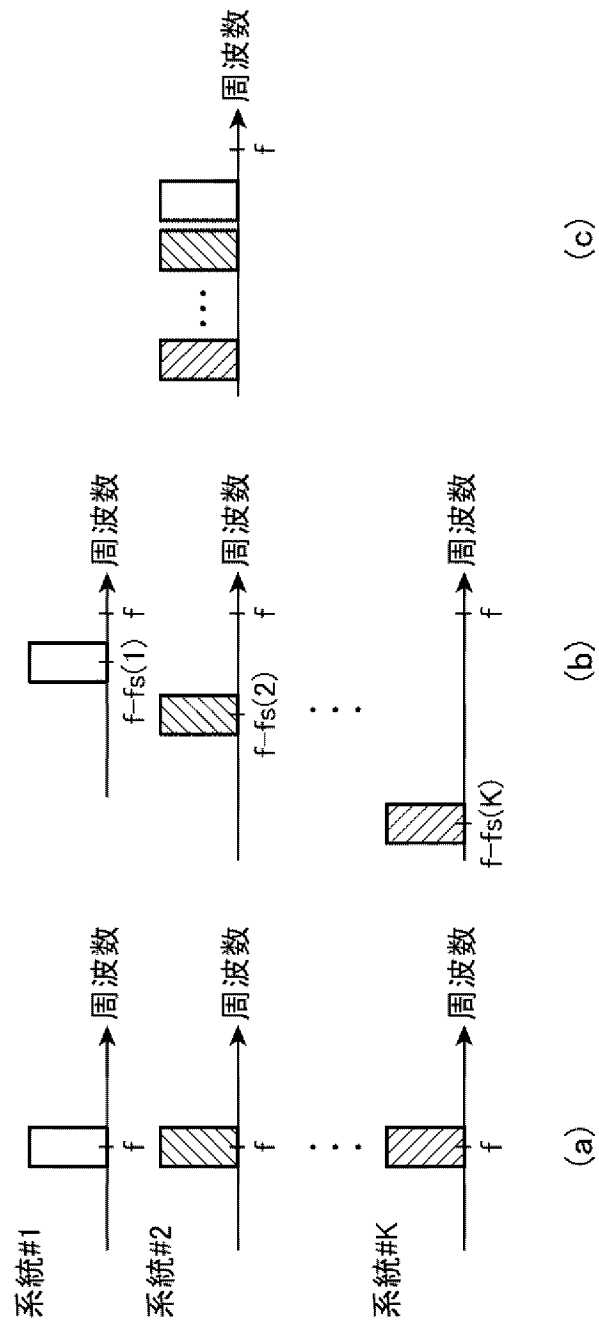 系統#1
f
周波数
系統#2
f
周波数
系統#K
f
周波数
(a)
f-fs(1)
f
周波数
f-fs(2)
f
周波数
f-fs(K)
f
周波数
(b)
f
周波数
(c)